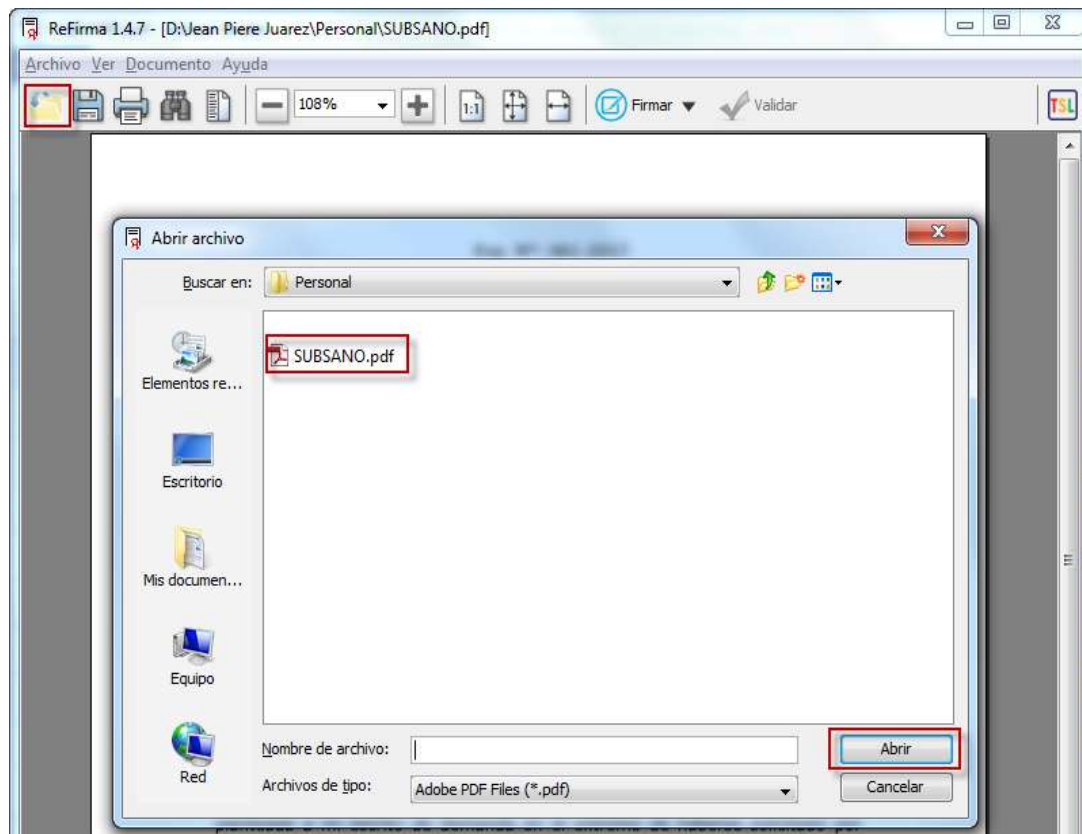 ReFirma 1.4.7 - [D:\Jean Piere Juarez\Personal\SUBSANO.pdf]
Archivo Ver Documento Ayuda
108% 1:1 Firmar Validar TSL
Abrir archivo
Buscar en: Personal
SUBSANO.pdf
Elementos re...
Escritorio
Mis documen...
Equipo
Red
Nombre de archivo: Abrir
Archivos de tipo: Adobe PDF Files (*.pdf) Cancelar